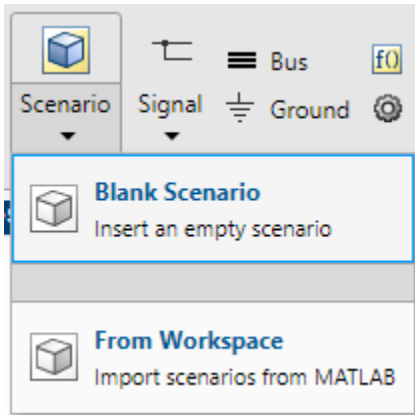 f()
Bus
Scenario
Signal
Ground
Blank Scenario
Insert an empty scenario
From Workspace
Import scenarios from MATLAB